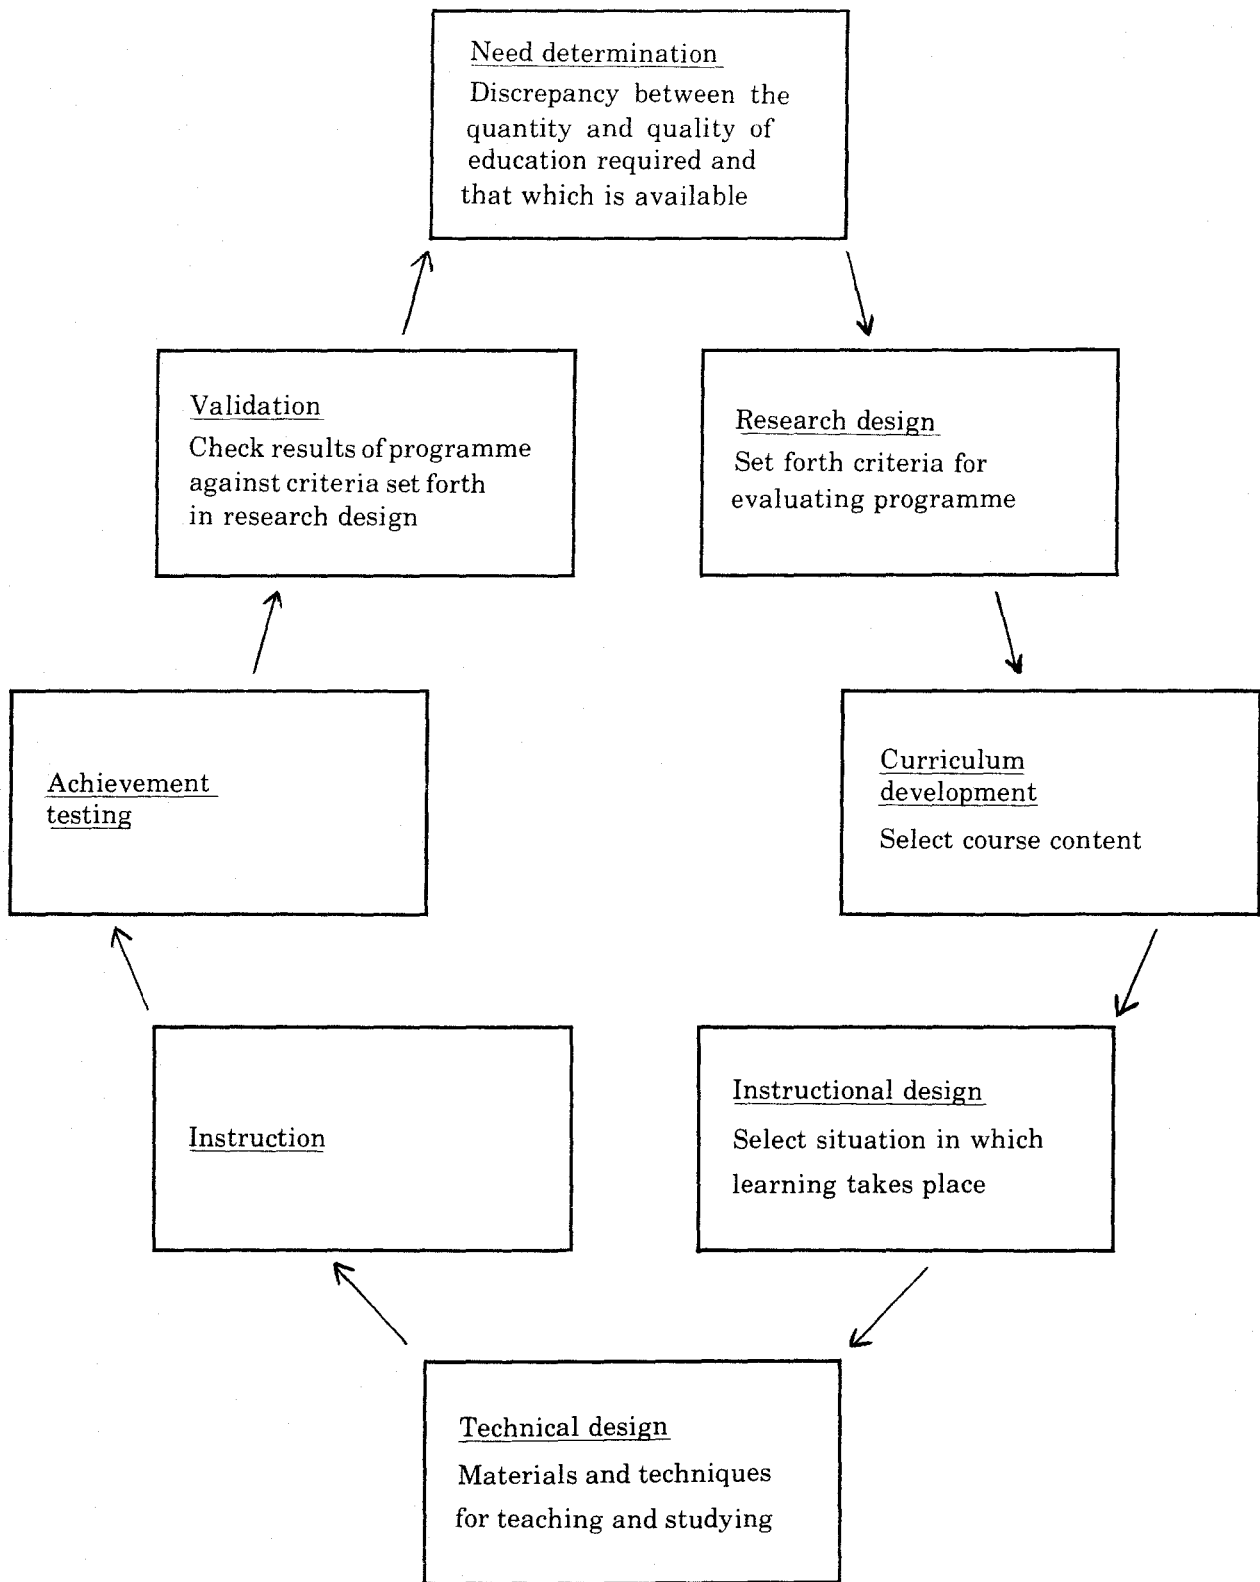 Need determination
Discrepancy between the
quantity and quality of
education required and
that which is available
Validation
Check results of programme
against criteria set forth
in research design
Research design
Set forth criteria for
evaluating programme
Achievement
testing
Curriculum
development
Select course content
Instruction
Instructional design
Select situation in which
learning takes place
Technical design
Materials and techniques
for teaching and studying